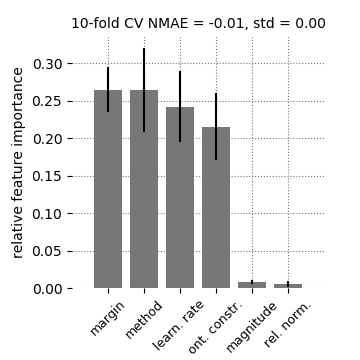 10-fold CV NMAE = -0.01, std = 0.00
relative feature importance
0.30
0.25
0.20
0.15
0.10
0.05
0.00
margin
method
learn. rate
ont. constr.
magnitude
rel. norm.